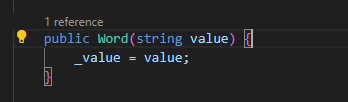 1 reference
public Word(string value) {
_value = value;
}